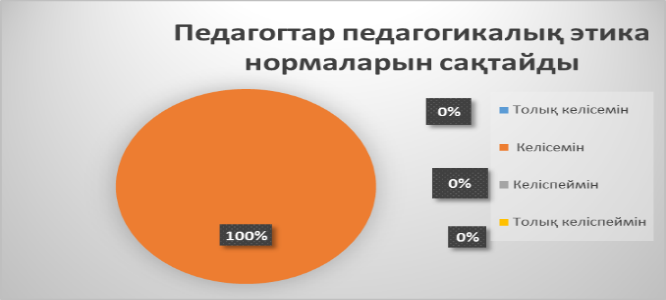 Педагогтар педагогикалық этика
нормаларын сақтайды
0%
Толық келісемін
Келісемін
0%
Келіспеймін
Толық келіспеймін
0%
100%